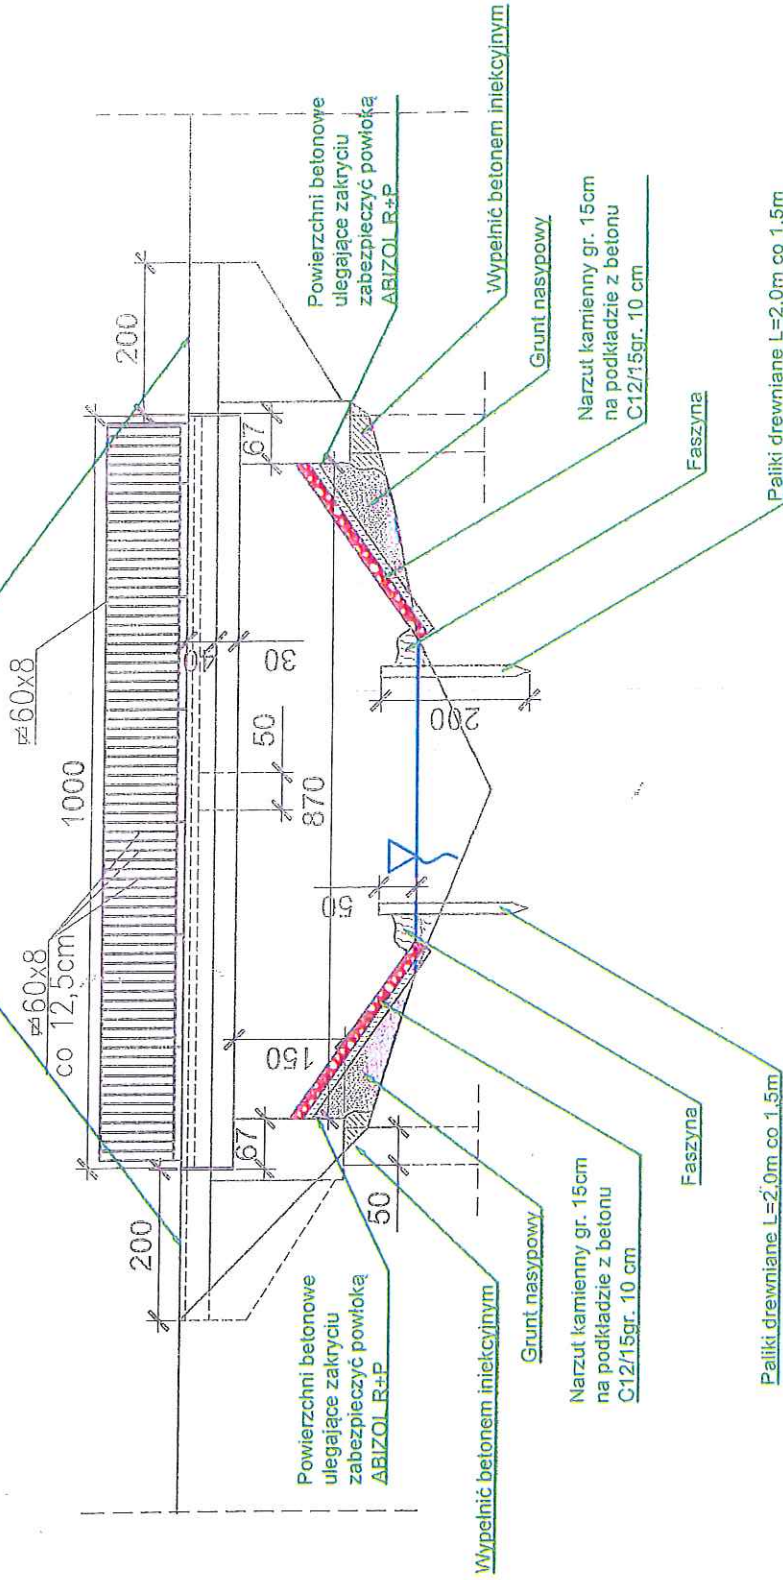 ⌀60x8
co 12,5cm
1000
⌀60x8
200
200
67
67
40
30
50
870
150
50
50
200
Powierzchni betonowe
ulegające zakryciu
zabezpieczyć powłoką
ABIZOL R+P
Wypełnić betonem iniekcyjnym
Grunt nasypowy
Narzut kamienny gr. 15cm
na podkładzie z betonu
C12/15gr. 10 cm
Faszyna
Paliki drewniane L=2,0m co 1,5m
Powierzchni betonowe
ulegające zakryciu
zabezpieczyć powłoką
ABIZOL R+P
Wypełnić betonem iniekcyjnym
Grunt nasypowy
Narzut kamienny gr. 15cm
na podkładzie z betonu
C12/15gr. 10 cm
Faszyna
Paliki drewniane L=2,0m co 1,5m